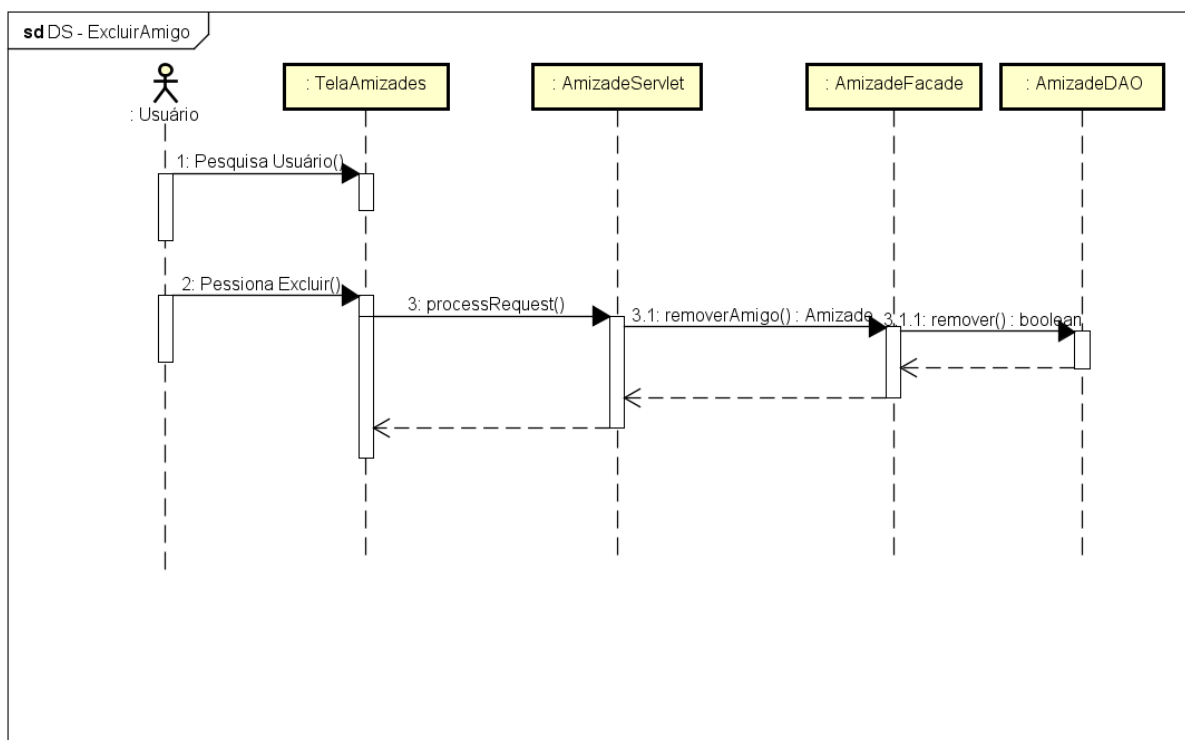 sd DS - ExcluirAmigo
: Usuário
: TelaAmizades
: AmizadeServlet
: AmizadeFacade
: AmizadeDAO
1: Pesquisa Usuário()
2: Pessiona Excluir()
3: processRequest()
3.1: removerAmigo() : Amizade
3.1.1: remover() : boolean